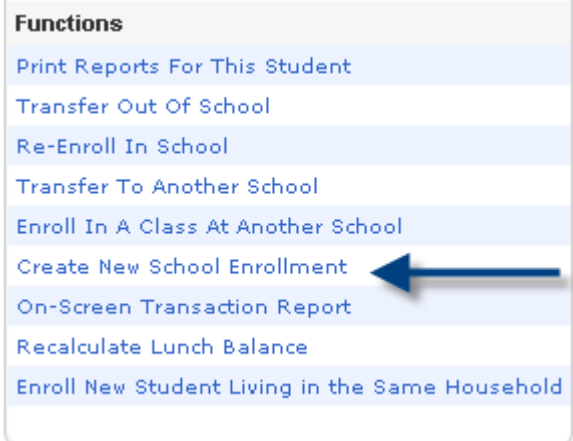 Functions
Print Reports For This Student
Transfer Out Of School
Re-Enroll In School
Transfer To Another School
Enroll In A Class At Another School
Create New School Enrollment
On-Screen Transaction Report
Recalculate Lunch Balance
Enroll New Student Living in the Same Household